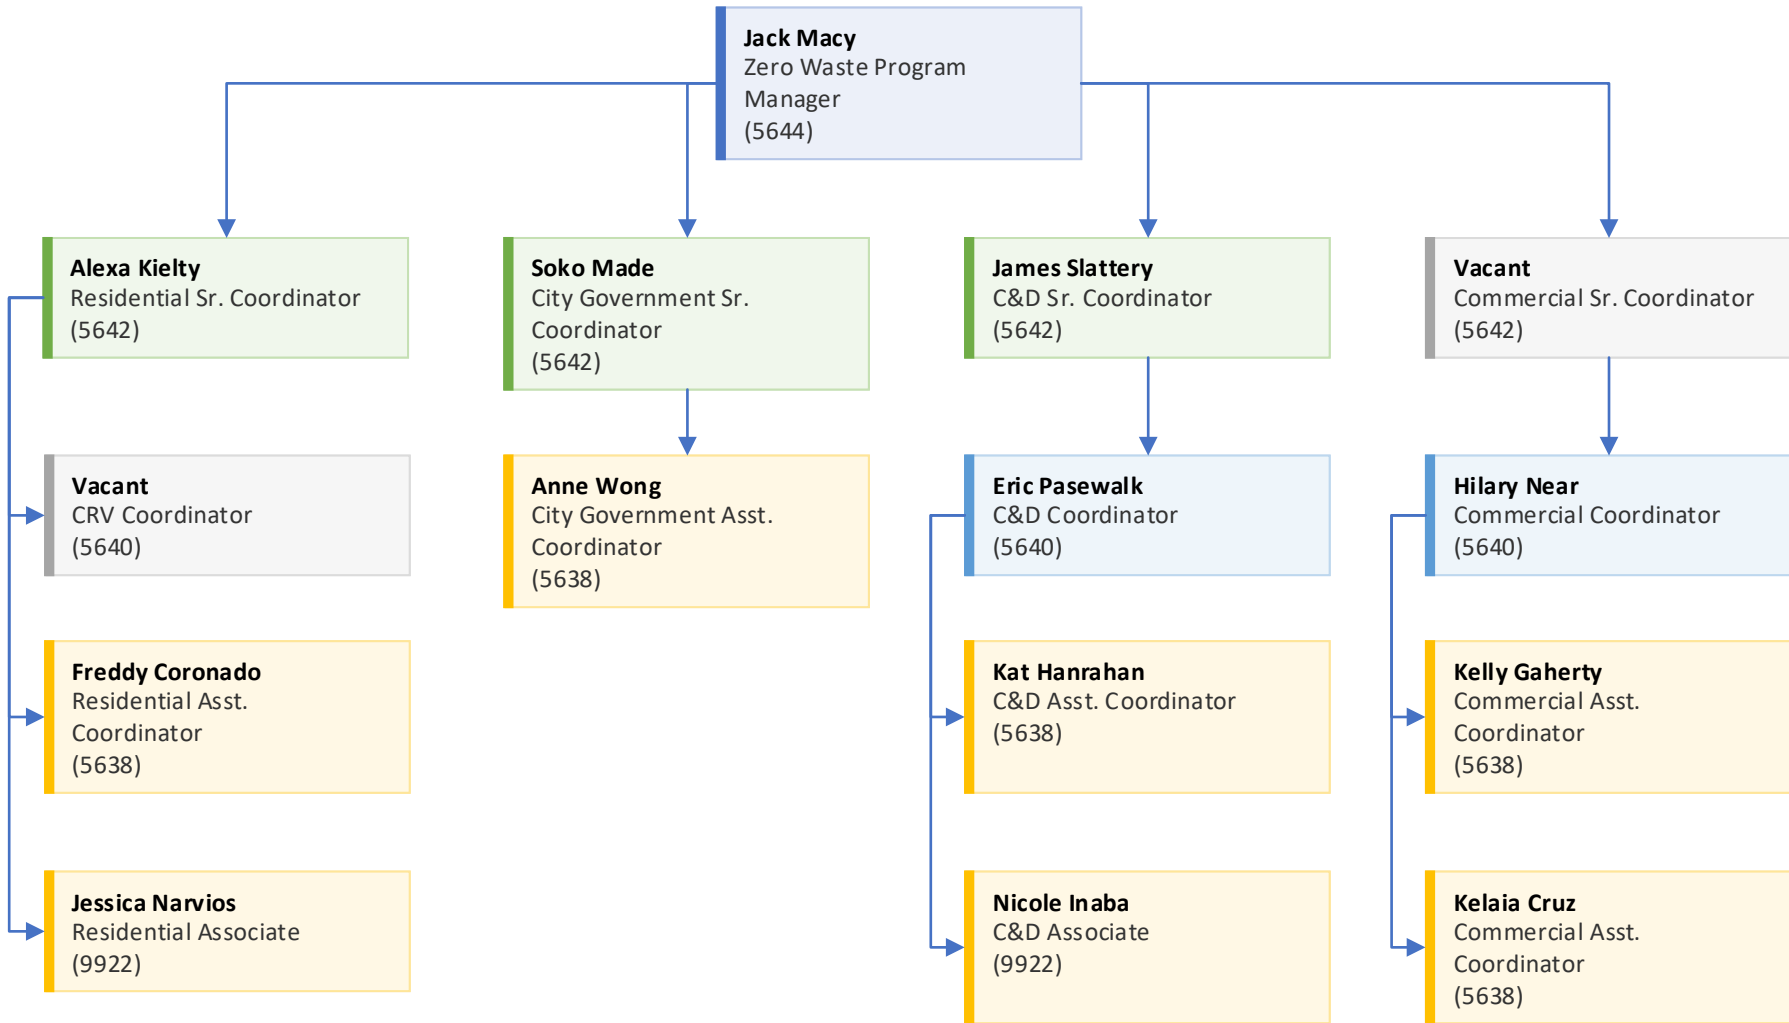 Jack Macy
Zero Waste Program
Manager
(5644)
Alexa Kielty
Residential Sr. Coordinator
(5642)
Soko Made
City Government Sr.
Coordinator
(5642)
James Slattery
C&D Sr. Coordinator
(5642)
Vacant
Commercial Sr. Coordinator
(5642)
Vacant
CRV Coordinator
(5640)
Anne Wong
City Government Asst.
Coordinator
(5638)
Eric Pasewalk
C&D Coordinator
(5640)
Hilary Near
Commercial Coordinator
(5640)
Freddy Coronado
Residential Asst.
Coordinator
(5638)
Kat Hanrahan
C&D Asst. Coordinator
(5638)
Kelly Gaherty
Commercial Asst.
Coordinator
(5638)
Jessica Narvios
Residential Associate
(9922)
Nicole Inaba
C&D Associate
(9922)
Kelaia Cruz
Commercial Asst.
Coordinator
(5638)